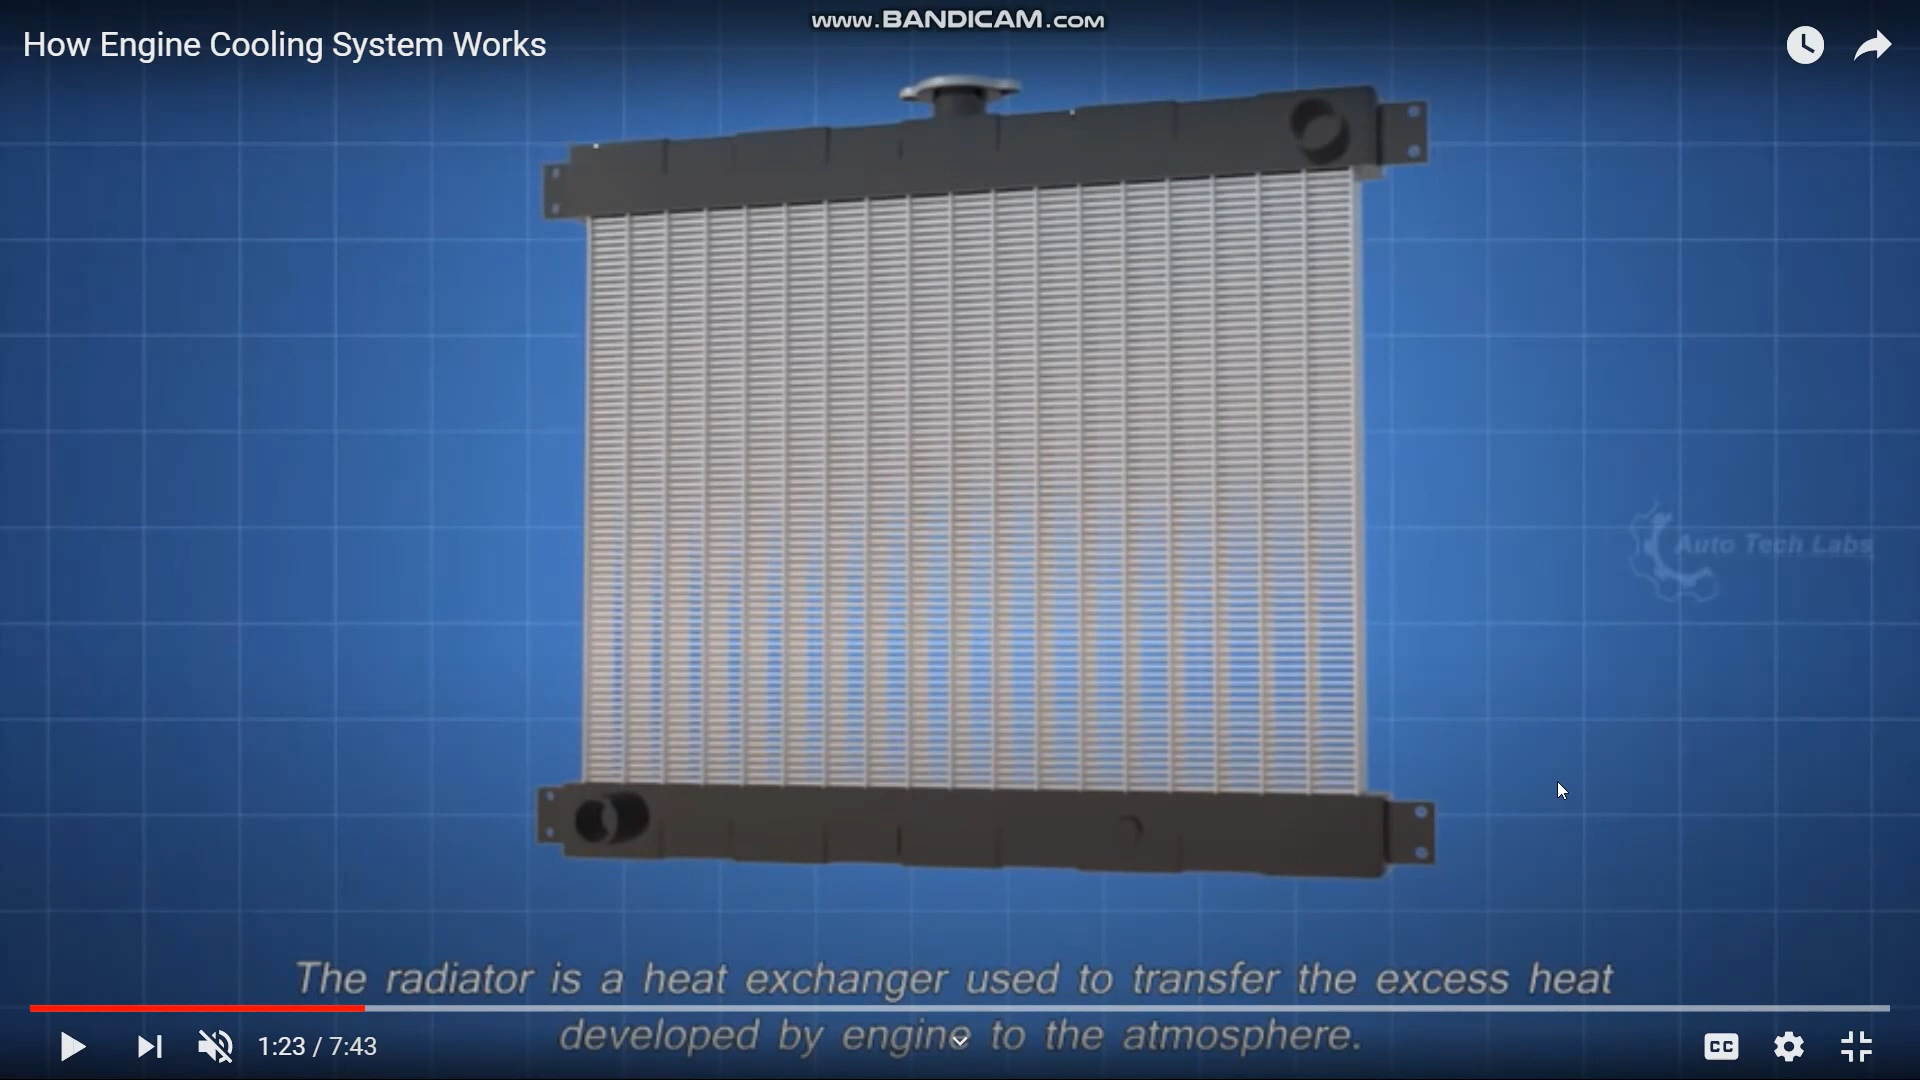 www.BANDICAM.com
How Engine Cooling System Works
Auto Tech Labs
The radiator is a heat exchanger used to transfer the excess heat
developed by engine to the atmosphere.
1:23 / 7:43
CC